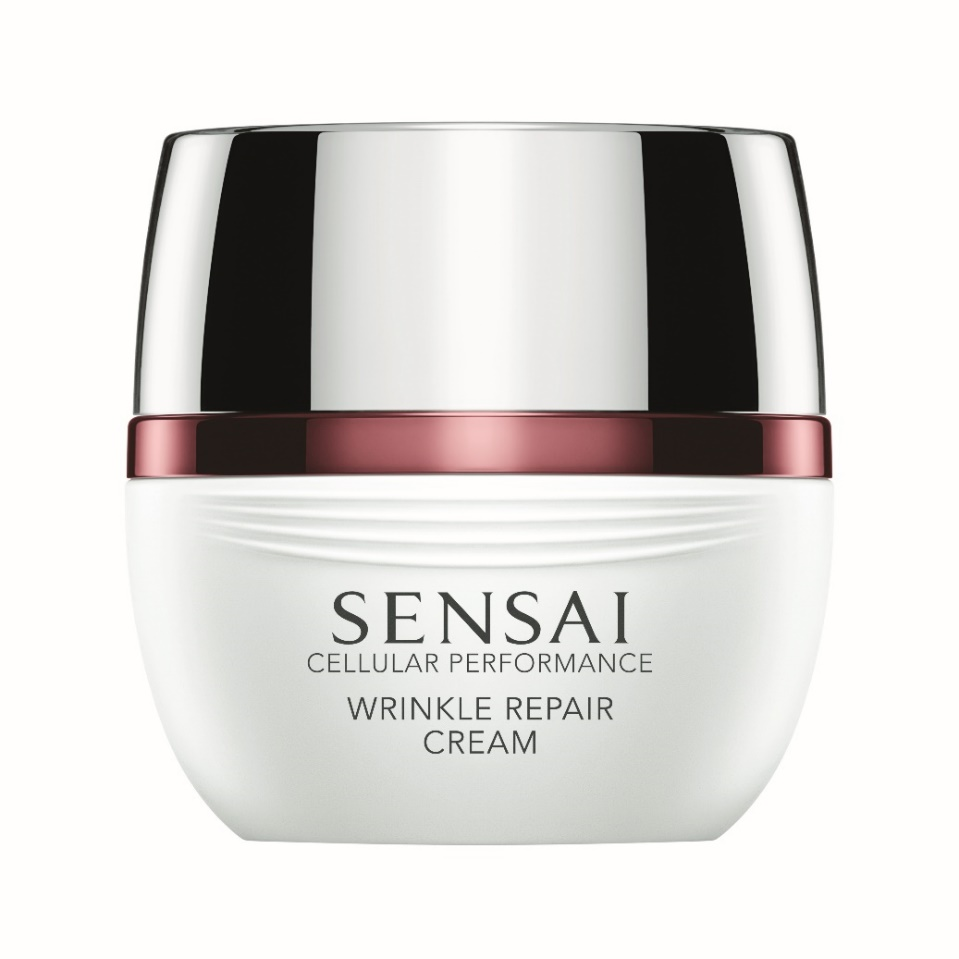 SENSAI
CELLULAR PERFORMANCE
WRINKLE REPAIR
CREAM